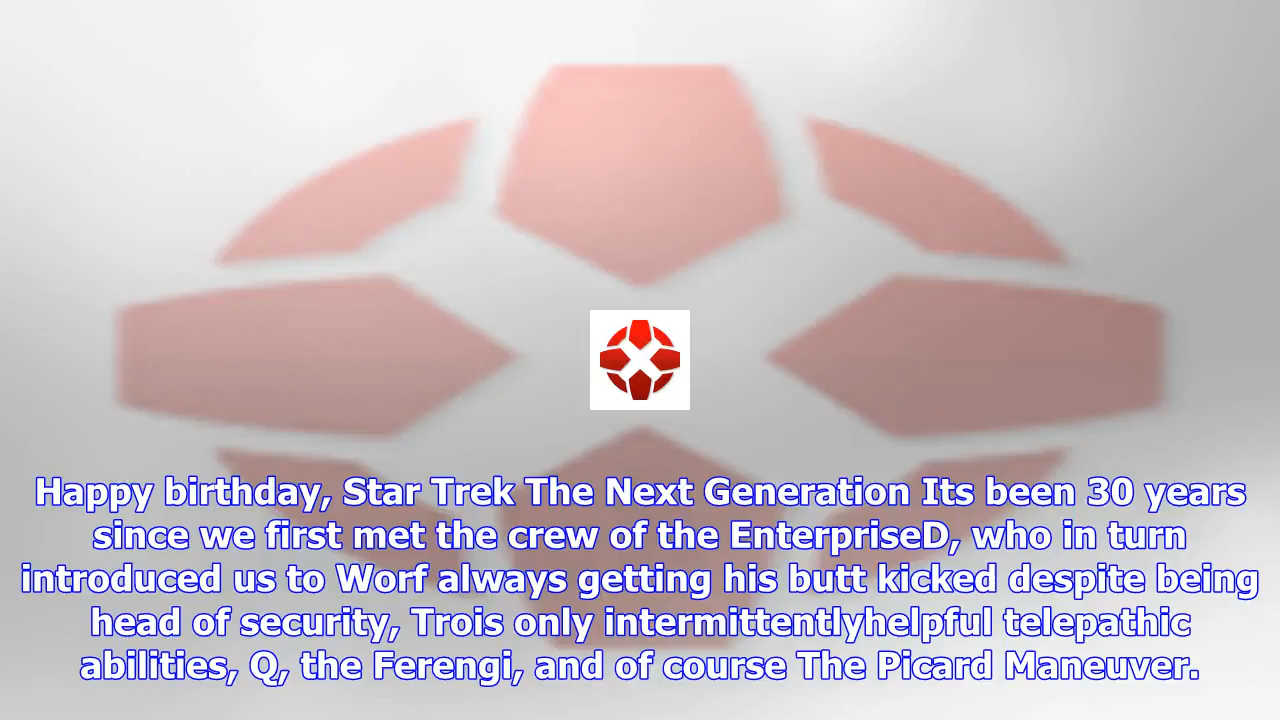 Happy birthday, Star Trek The Next Generation Its been 30 years
since we first met the crew of the EnterpriseD, who in turn
introduced us to Worf always getting his butt kicked despite being
head of security, Trois only intermittentlyhelpful telepathic
abilities, Q, the Ferengi, and of course The Picard Maneuver.